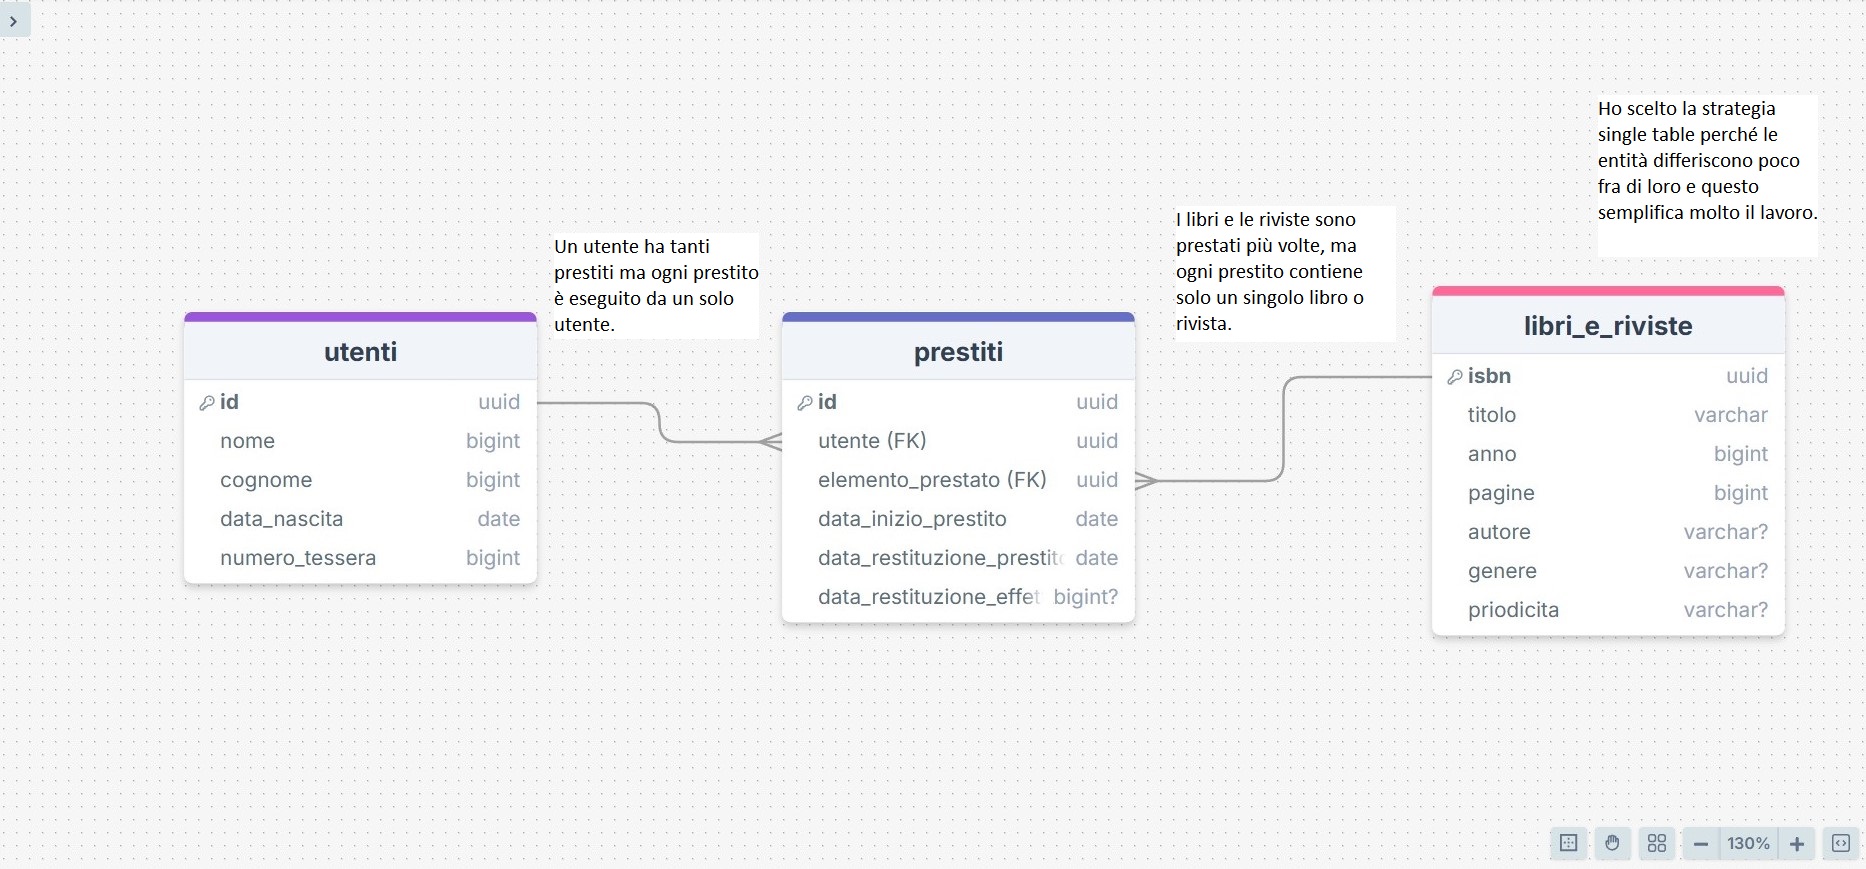 Ho scelto la strategia
single table perché le
entità differiscono poco
fra di loro e questo
semplifica molto il lavoro.
I libri e le riviste sono
prestati più volte, ma
ogni prestito contiene
solo un singolo libro o
rivista.
Un utente ha tanti
prestiti ma ogni prestito
è eseguito da un solo
utente.
utenti
id uuid
nome bigint
cognome bigint
data_nascita date
numero_tessera bigint
prestiti
id uuid
utente (FK) uuid
elemento_prestato (FK) uuid
data_inizio_prestito date
data_restituzione_prestito date
data_restituzione_effet bigint?
libri_e_riviste
isbn uuid
titolo varchar
anno bigint
pagine bigint
autore varchar?
genere varchar?
priodicita varchar?
130%